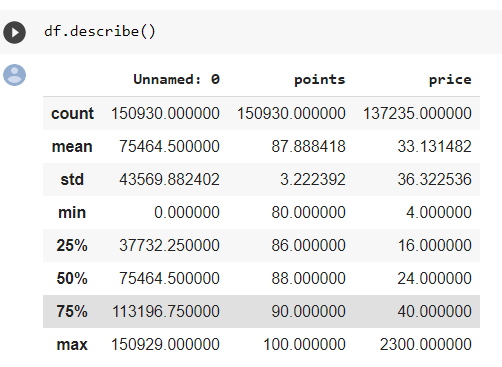 df.describe()
Unnamed: 0 points price
count 150930.000000 150930.000000 137235.000000
mean 75464.500000 87.888418 33.131482
std 43569.882402 3.222392 36.322536
min 0.000000 80.000000 4.000000
25% 37732.250000 86.000000 16.000000
50% 75464.500000 88.000000 24.000000
75% 113196.750000 90.000000 40.000000
max 150929.000000 100.000000 2300.000000